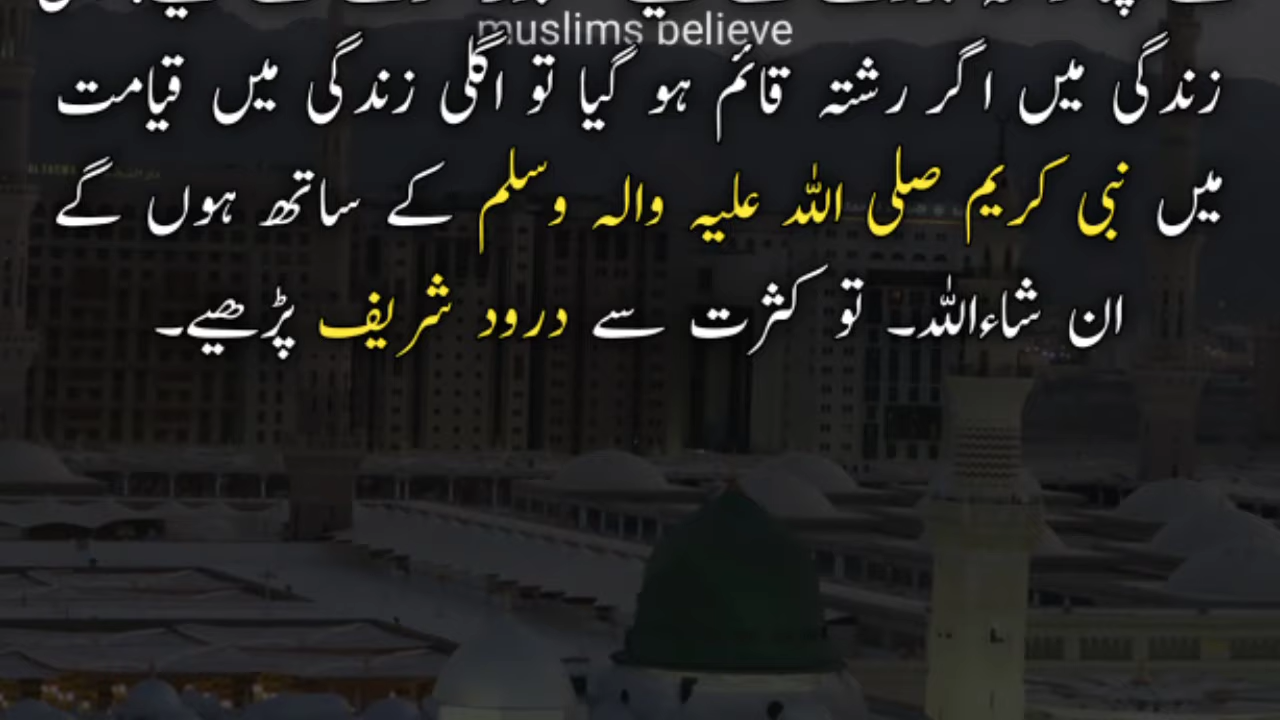 muslims believe
زندگی میں اگر رشتہ قائم ہو گیا تو اگلی زندگی میں قیامت
میں نبی کریم صلی اللہ علیہ والہ وسلم کے ساتھ ہوں گے
ان شاءاللہ۔ تو کثرت سے درود شریف پڑھیے۔